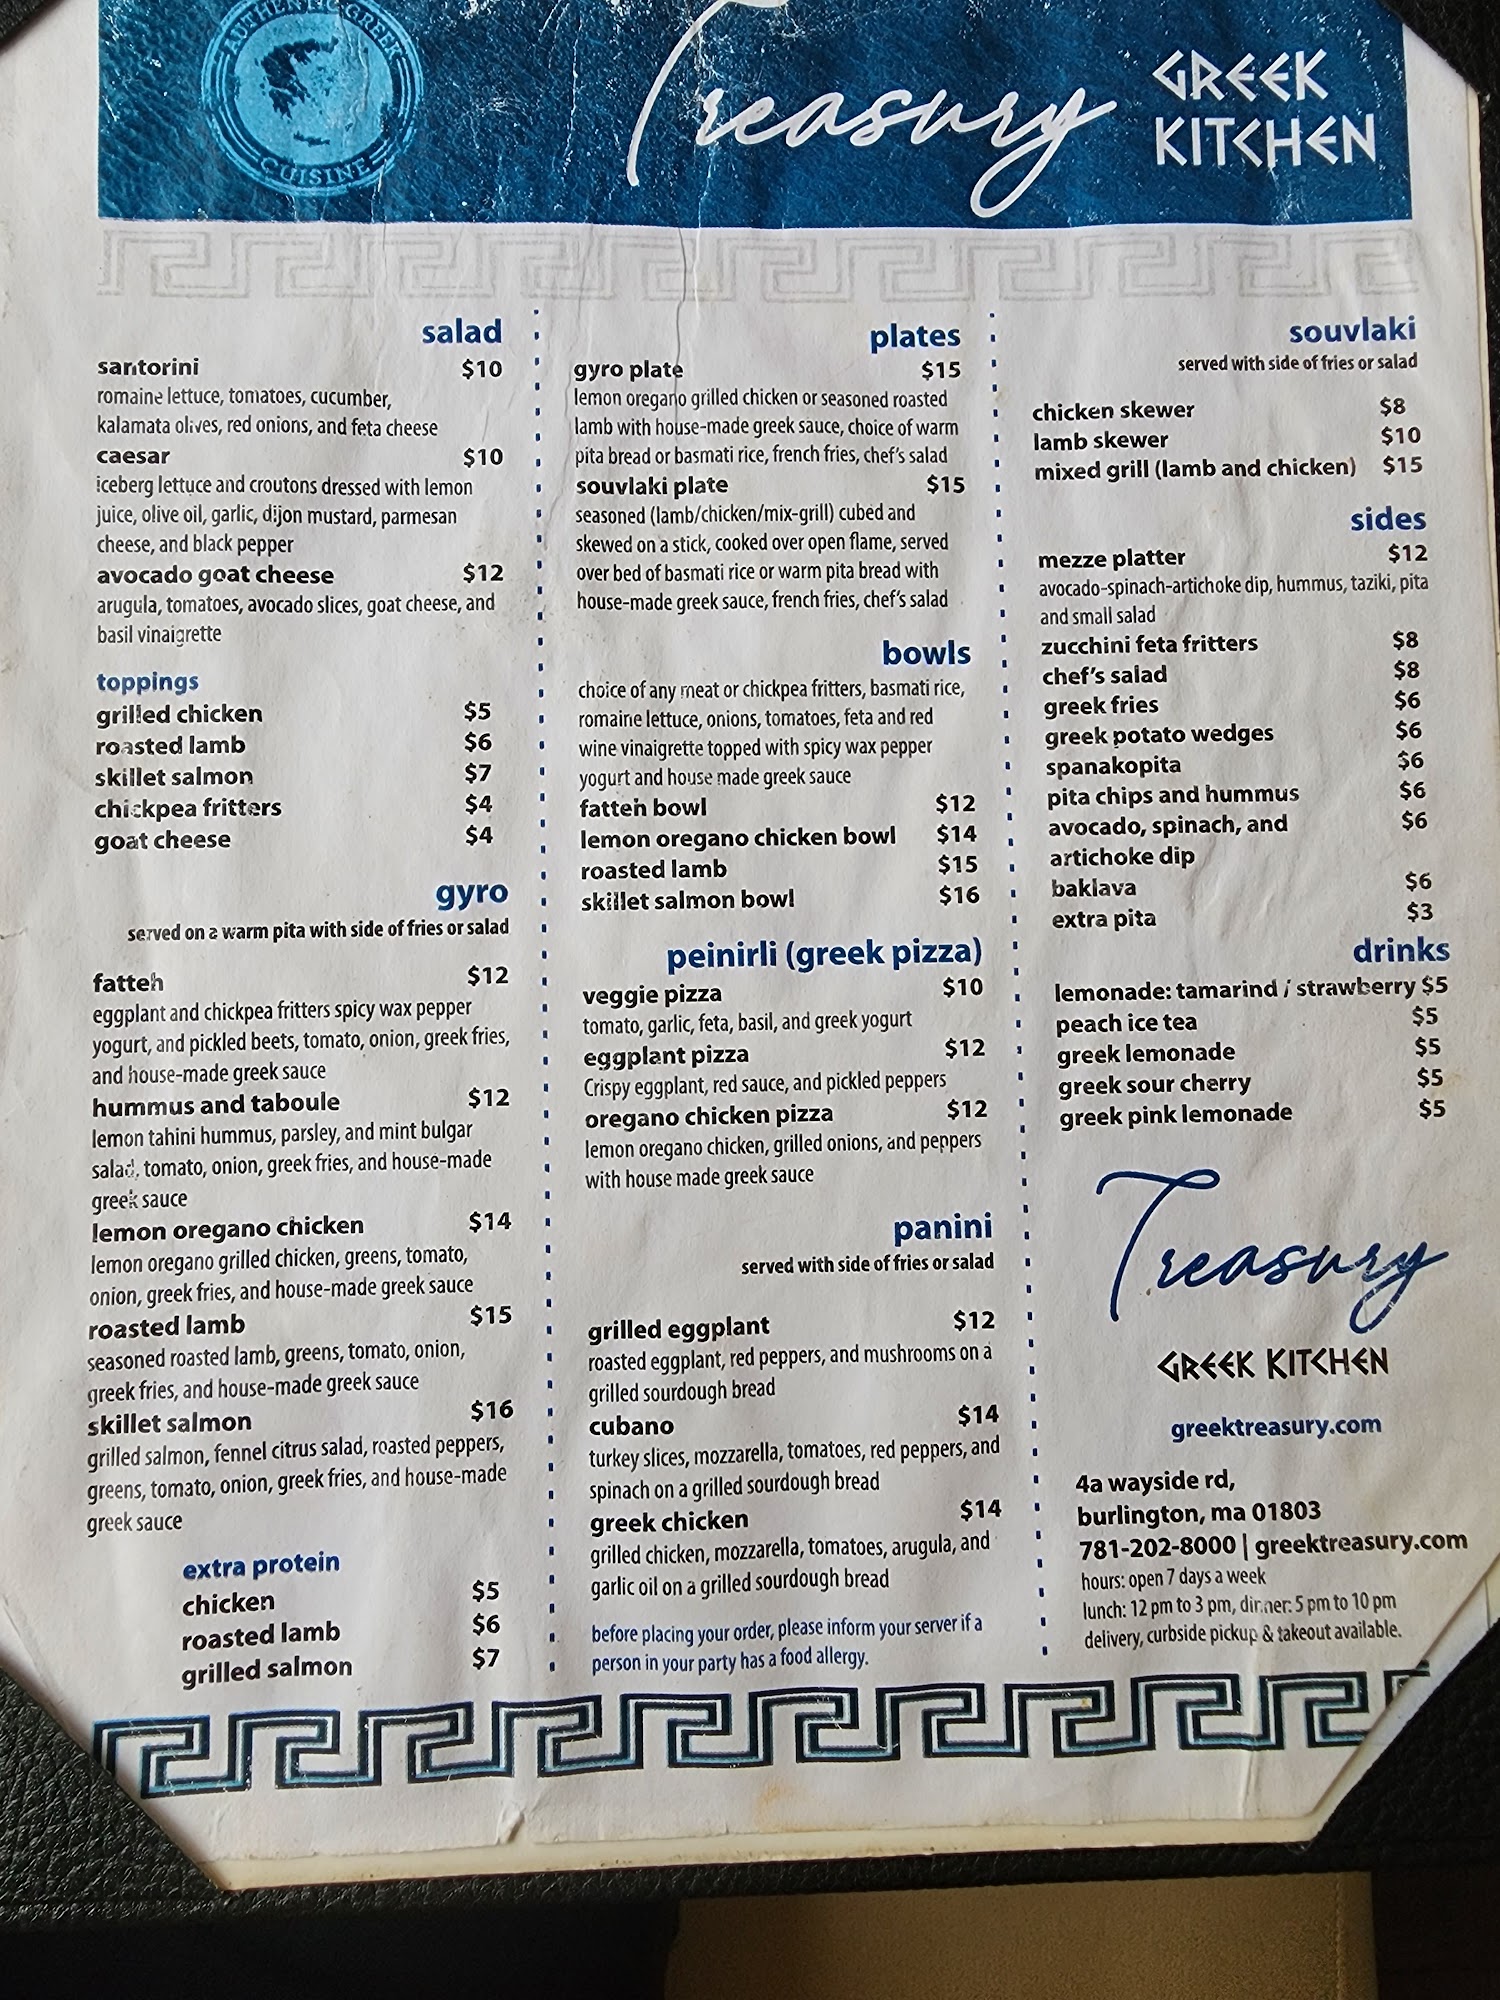 AUTHENTIC GREEK
CUISINE
Treasury
GREEK
KITCHEN
salad
santorini $10
romaine lettuce, tomatoes, cucumber,
kalamata olives, red onions, and feta cheese
caesar $10
iceberg lettuce and croutons dressed with lemon
juice, olive oil, garlic, dijon mustard, parmesan
cheese, and black pepper
avocado goat cheese $12
arugula, tomatoes, avocado slices, goat cheese, and
basil vinaigrette
toppings
grilled chicken $5
roasted lamb $6
skillet salmon $7
chickpea fritters $4
goat cheese $4
gyro
served on a warm pita with side of fries or salad
fatteh $12
eggplant and chickpea fritters spicy wax pepper
yogurt, and pickled beets, tomato, onion, greek fries,
and house-made greek sauce
hummus and taboule $12
lemon tahini hummus, parsley, and mint bulgar
salad, tomato, onion, greek fries, and house-made
greek sauce
lemon oregano chicken $14
lemon oregano grilled chicken, greens, tomato,
onion, greek fries, and house-made greek sauce
roasted lamb $15
seasoned roasted lamb, greens, tomato, onion,
greek fries, and house-made greek sauce
skillet salmon $16
grilled salmon, fennel citrus salad, roasted peppers,
greens, tomato, onion, greek fries, and house-made
greek sauce
extra protein
chicken $5
roasted lamb $6
grilled salmon $7
plates
gyro plate $15
lemon oregano grilled chicken or seasoned roasted
lamb with house-made greek sauce, choice of warm
pita bread or basmati rice, french fries, chef's salad
souvlaki plate $15
seasoned (lamb/chicken/mix-grill) cubed and
skewed on a stick, cooked over open flame, served
over bed of basmati rice or warm pita bread with
house-made greek sauce, french fries, chef's salad
bowls
choice of any meat or chickpea fritters, basmati rice,
romaine lettuce, onions, tomatoes, feta and red
wine vinaigrette topped with spicy wax pepper
yogurt and house made greek sauce
fatteh bowl $12
lemon oregano chicken bowl $14
roasted lamb $15
skillet salmon bowl $16
peinirli (greek pizza)
veggie pizza $10
tomato, garlic, feta, basil, and greek yogurt
eggplant pizza $12
Crispy eggplant, red sauce, and pickled peppers
oregano chicken pizza $12
lemon oregano chicken, grilled onions, and peppers
with house made greek sauce
panini
served with side of fries or salad
grilled eggplant $12
roasted eggplant, red peppers, and mushrooms on a
grilled sourdough bread
cubano $14
turkey slices, mozzarella, tomatoes, red peppers, and
spinach on a grilled sourdough bread
greek chicken $14
grilled chicken, mozzarella, tomatoes, arugula, and
garlic oil on a grilled sourdough bread
before placing your order, please inform your server if a
person in your party has a food allergy.
souvlaki
served with side of fries or salad
chicken skewer $8
lamb skewer $10
mixed grill (lamb and chicken) $15
sides
mezze platter $12
avocado-spinach-artichoke dip, hummus, taziki, pita
and small salad
zucchini feta fritters $8
chef's salad $8
greek fries $6
greek potato wedges $6
spanakopita $6
pita chips and hummus $6
avocado, spinach, and $6
artichoke dip
baklava $6
extra pita $3
drinks
lemonade: tamarind / strawberry $5
peach ice tea $5
greek lemonade $5
greek sour cherry $5
greek pink lemonade $5
Treasury
GREEK KITCHEN
greektreasury.com
4a wayside rd,
burlington, ma 01803
781-202-8000 | greektreasury.com
hours: open 7 days a week
lunch: 12 pm to 3 pm, dinner: 5 pm to 10 pm
delivery, curbside pickup & takeout available.